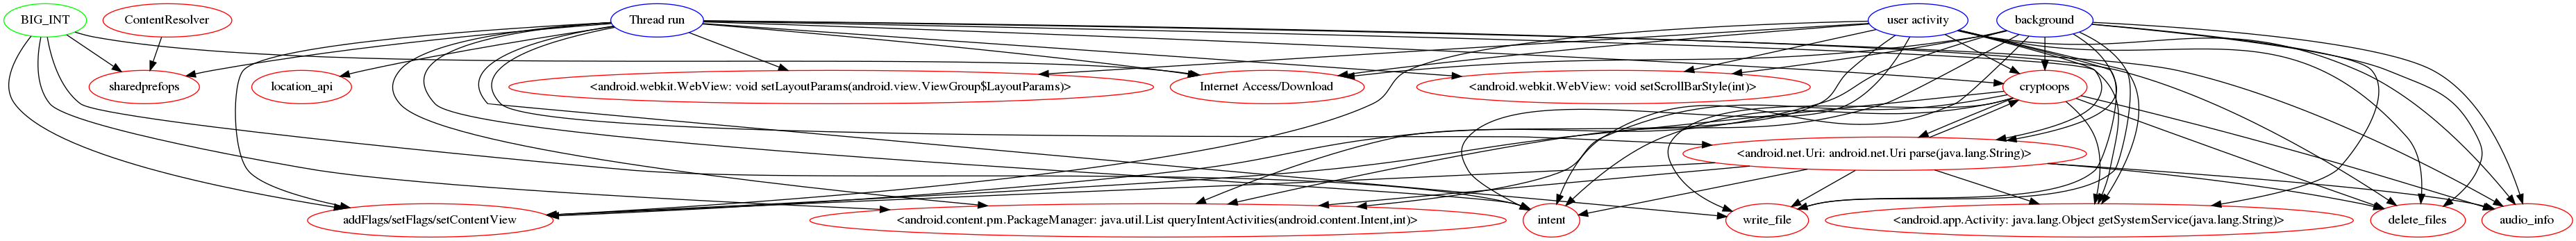 BIG_INT
ContentResolver
Thread run
user activity
background
sharedprefops
location_api
<android.webkit.WebView: void setLayoutParams(android.view.ViewGroup$LayoutParams)>
Internet Access/Download
<android.webkit.WebView: void setScrollBarStyle(int)>
cryptoops
<android.net.Uri: android.net.Uri parse(java.lang.String)>
addFlags/setFlags/setContentView
<android.content.pm.PackageManager: java.util.List queryIntentActivities(android.content.Intent,int)>
intent
write_file
<android.app.Activity: java.lang.Object getSystemService(java.lang.String)>
delete_files
audio_info